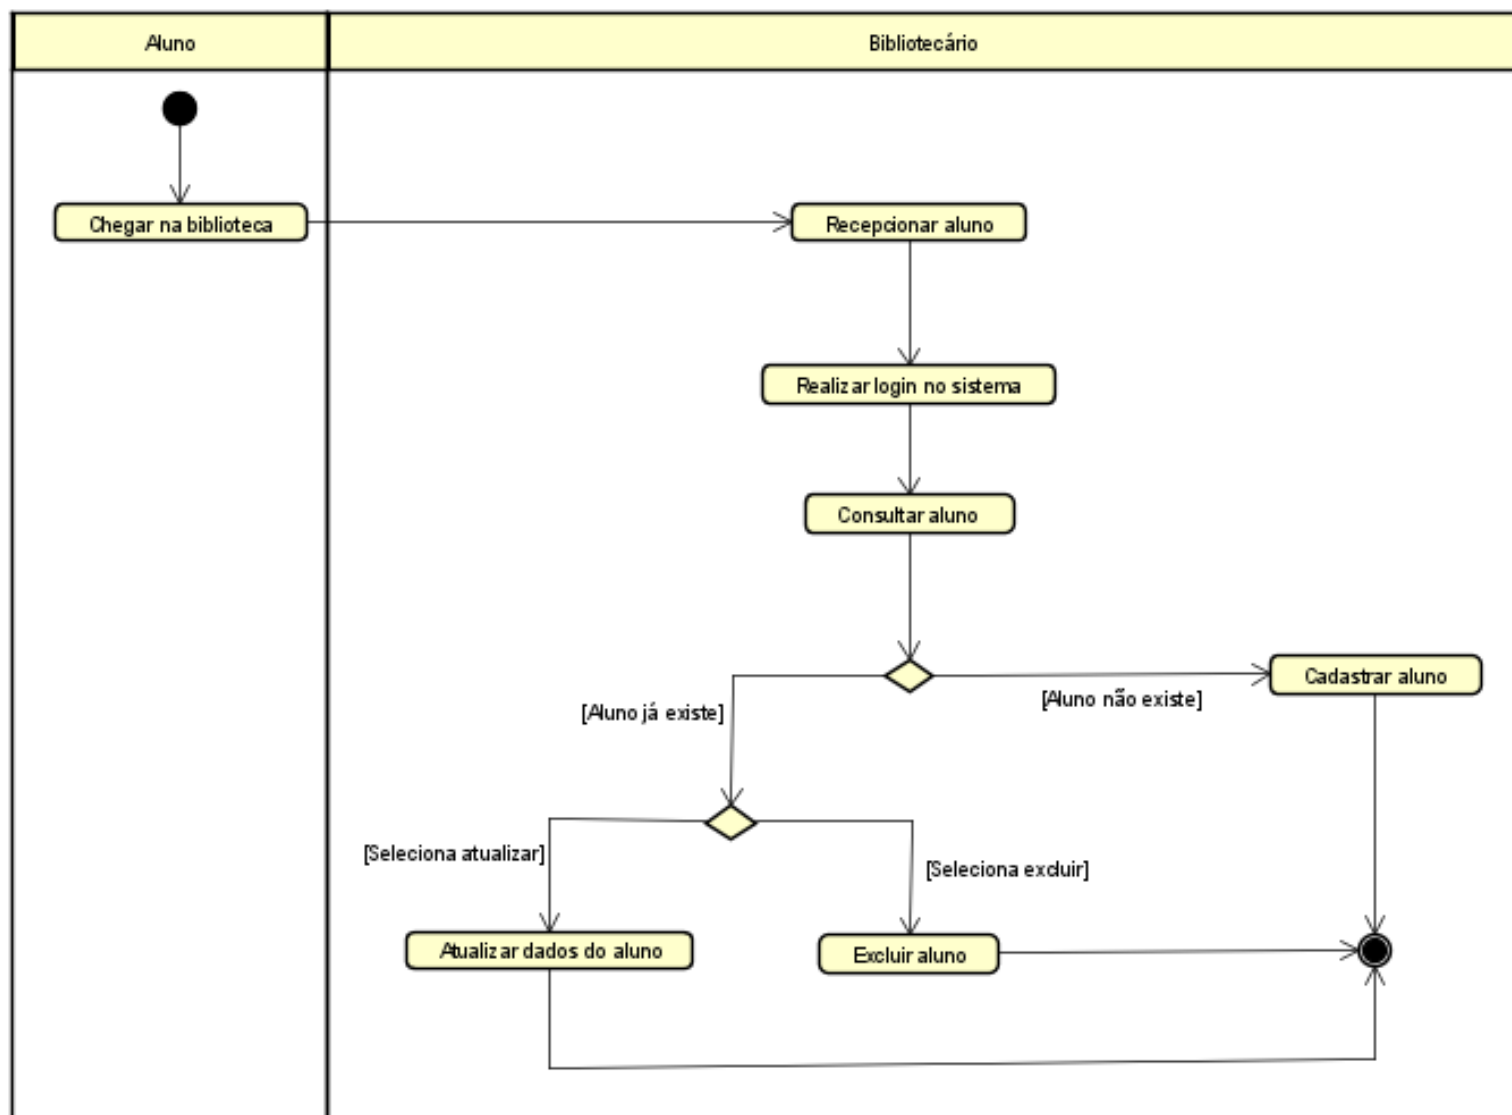 Aluno
Bibliotecário
Chegar na biblioteca
Recepcionar aluno
Realizar login no sistema
Consultar aluno
Cadastrar aluno
[Aluno não existe]
[Aluno já existe]
[Seleciona atualizar]
[Seleciona excluir]
Atualizar dados do aluno
Excluir aluno